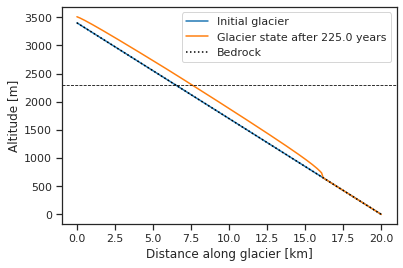 Initial glacier
Glacier state after 225.0 years
Bedrock
Altitude [m]
3500
3000
2500
2000
1500
1000
500
0
0.0 2.5 5.0 7.5 10.0 12.5 15.0 17.5 20.0
Distance along glacier [km]